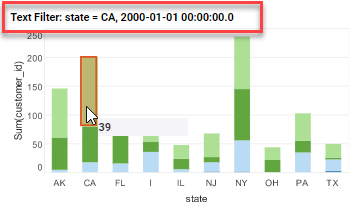 Text Filter: state = CA, 2000-01-01 00:00:00.0
250
200
150
100
50
0
Sum(customer_id)
39
AK CA FL I IL NJ NY OH PA TX
state